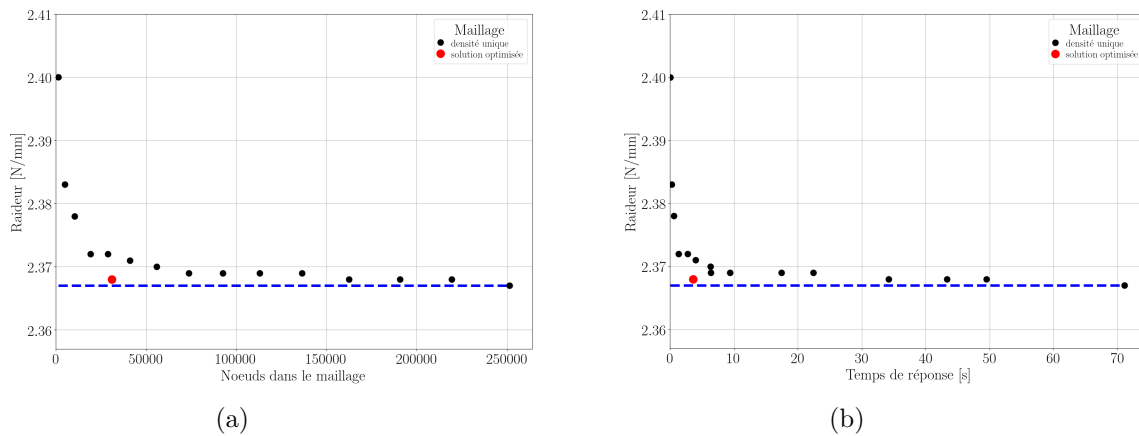 2.41
2.40
2.39
2.38
2.37
2.36
Raideur [N/mm]
Maillage
densité unique
solution optimisée
0 50000 100000 150000 200000 250000
Noeuds dans le maillage
(a)
2.41
2.40
2.39
2.38
2.37
2.36
Raideur [N/mm]
Maillage
densité unique
solution optimisée
0 10 20 30 40 50 60 70
Temps de réponse [s]
(b)